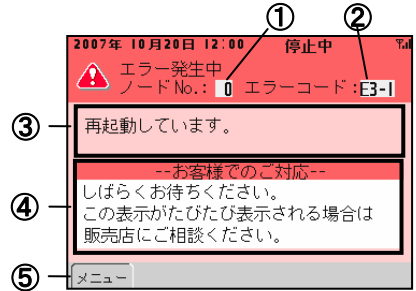 ① ②
2007年 10月20日 12:00 停止中
エラー発生中
ノードNo.: 0 エラーコード:E3-1
③ 再起動しています。
--お客様でのご対応--
④ しばらくお待ちください。
この表示がたびたび表示される場合は
販売店にご相談ください。
⑤ メニュー